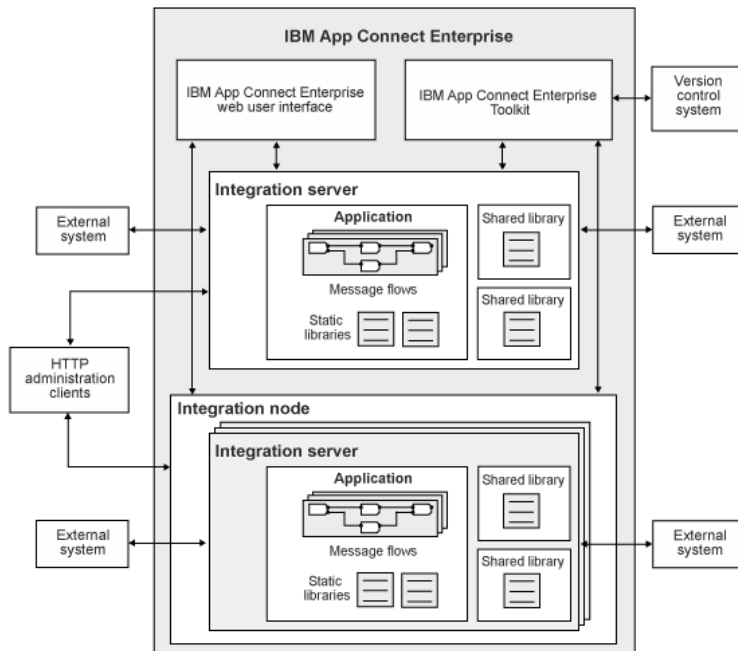 IBM App Connect Enterprise
IBM App Connect Enterprise
web user interface
IBM App Connect Enterprise
Toolkit
Version
control
system
Integration server
External
system
Application
Message flows
Static
libraries
Shared library
Shared library
External
system
HTTP
administration
clients
Integration node
Integration server
External
system
Application
Message flows
Static
libraries
Shared library
Shared library
External
system